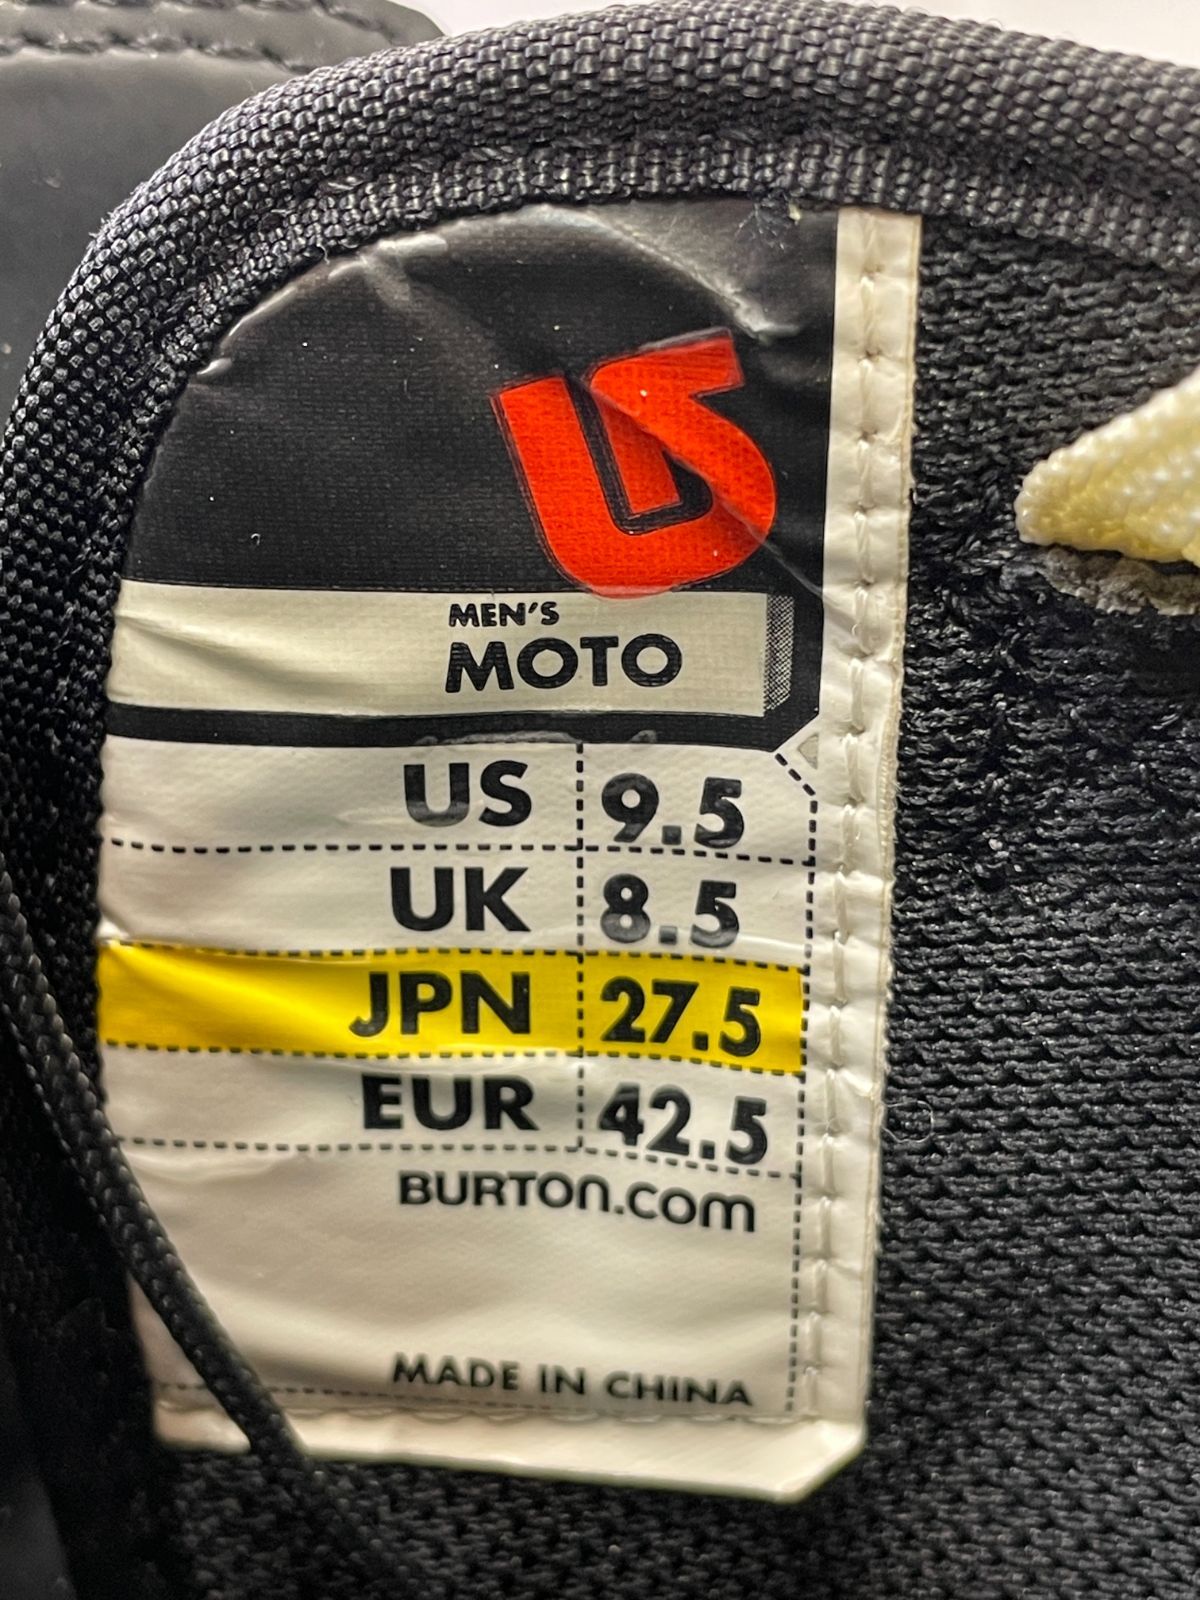 MEN'S
MOTO
US 9.5
UK 8.5
JPN 27.5
EUR 42.5
BURTON.COM
MADE IN CHINA